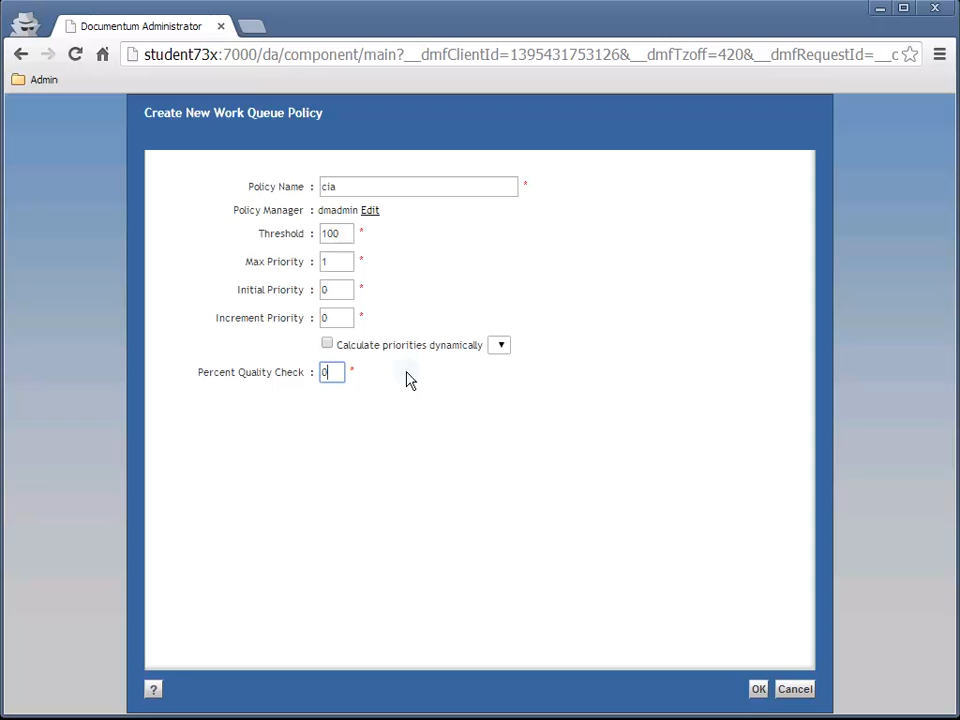 Documentum Administrator
student73x:7000/da/component/main?__dmfClientId=1395431753126&__dmfTzoff=420&__dmfRequestId=__c
Admin
Create New Work Queue Policy
Policy Name : cia *
Policy Manager : dmadmin Edit
Threshold : 100 *
Max Priority : 1 *
Initial Priority : 0 *
Increment Priority : 0 *
Calculate priorities dynamically
Percent Quality Check : 0 *
? OK Cancel